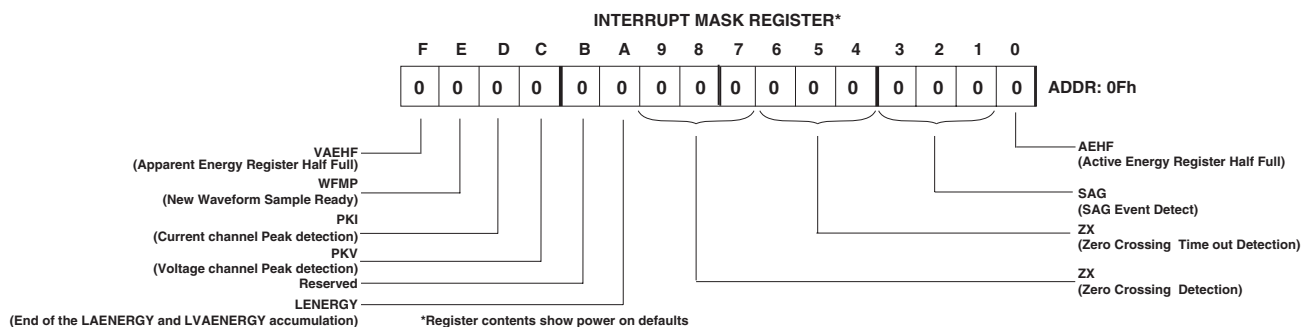 INTERRUPT MASK REGISTER*
F E D C B A 9 8 7 6 5 4 3 2 1 0
0 0 0 0 0 0 0 0 0 0 0 0 0 0 0 0 ADDR: 0Fh
VAEHF
(Apparent Energy Register Half Full)
WFMP
(New Waveform Sample Ready)
PKI
(Current channel Peak detection)
PKV
(Voltage channel Peak detection)
Reserved
LENERGY
(End of the LAENERGY and LVAENERGY accumulation)
AEHF
(Active Energy Register Half Full)
SAG
(SAG Event Detect)
ZX
(Zero Crossing Time out Detection)
ZX
(Zero Crossing Detection)
*Register contents show power on defaults